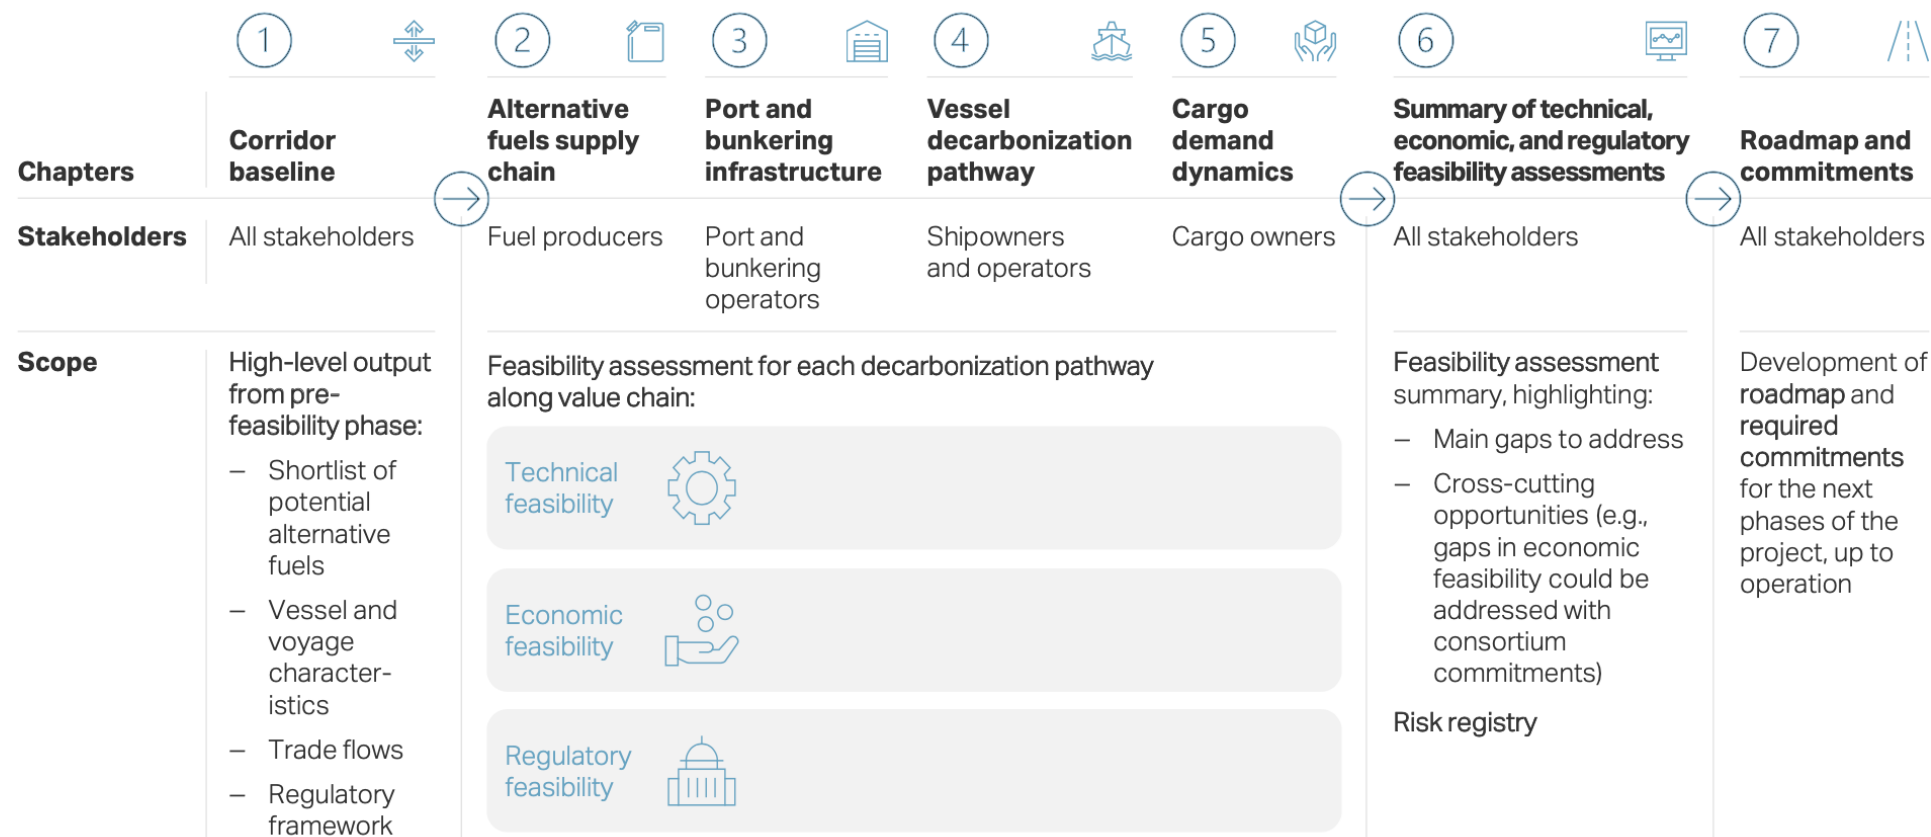 1
2
3
4
5
6
7
Chapters
Corridor
baseline
Alternative
fuels supply
chain
Port and
bunkering
infrastructure
Vessel
decarbonization
pathway
Cargo
demand
dynamics
Summary of technical,
economic, and regulatory
feasibility assessments
Roadmap and
commitments
Stakeholders
All stakeholders
Fuel producers
Port and
bunkering
operators
Shipowners
and operators
Cargo owners
All stakeholders
All stakeholders
Scope
High-level output
from pre-
feasibility phase:
– Shortlist of
potential
alternative
fuels
– Vessel and
voyage
character-
istics
– Trade flows
– Regulatory
framework
Feasibility assessment for each decarbonization pathway
along value chain:
Technical
feasibility
Economic
feasibility
Regulatory
feasibility
Feasibility assessment
summary, highlighting:
– Main gaps to address
– Cross-cutting
opportunities (e.g.,
gaps in economic
feasibility could be
addressed with
consortium
commitments)
Risk registry
Development of
roadmap and
required
commitments
for the next
phases of the
project, up to
operation